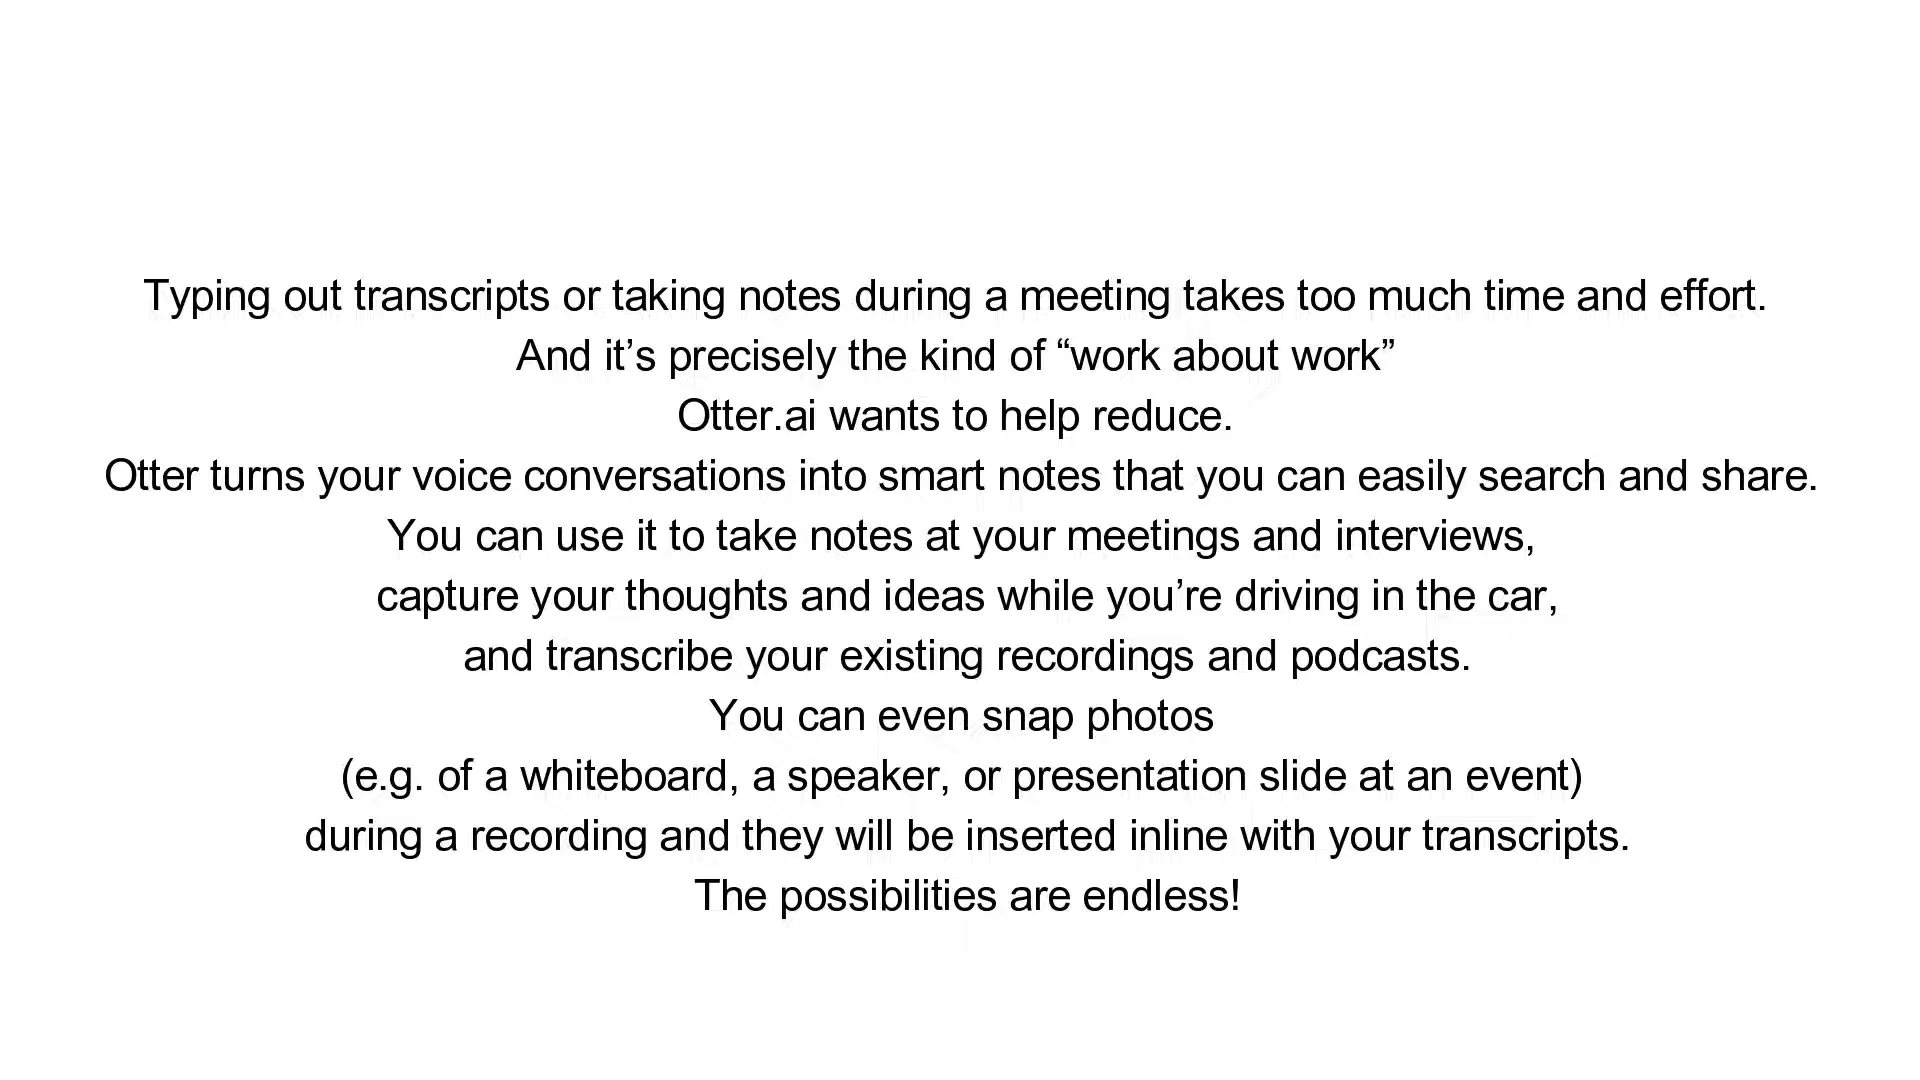 Typing out transcripts or taking notes during a meeting takes too much time and effort.
And it’s precisely the kind of “work about work”
Otter.ai wants to help reduce.
Otter turns your voice conversations into smart notes that you can easily search and share.
You can use it to take notes at your meetings and interviews,
capture your thoughts and ideas while you’re driving in the car,
and transcribe your existing recordings and podcasts.
You can even snap photos
(e.g. of a whiteboard, a speaker, or presentation slide at an event)
during a recording and they will be inserted inline with your transcripts.
The possibilities are endless!